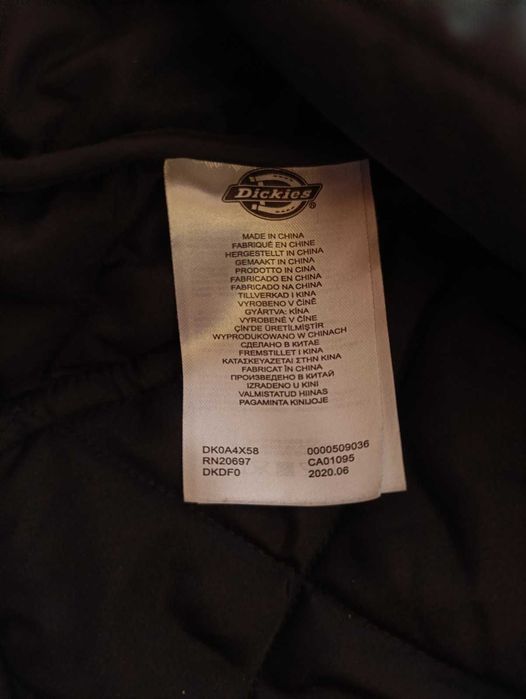 Dickies
MADE IN CHINA
FABRIQUÉ EN CHINE
HERGESTELLT IN CHINA
GEMAAKT IN CHINA
PRODOTTO IN CINA
FABRICADO EN CHINA
FABRICADO NA CHINA
TILLVERKAD I KINA
VYROBENO V ČÍNĚ
GYÁRTVA: KÍNA
VYROBENÉ V ČÍNE
ÇİN'DE ÜRETİLMİŞTİR
WYPRODUKOWANO W CHINACH
СДЕЛАНО В КИТАЕ
FREMSTILLET I KINA
ΚΑΤΑΣΚΕΥΑΖΕΤΑΙ ΣΤΗΝ ΚΙΝΑ
FABRICAT ÎN CHINA
ПРОИЗВЕДЕНО В КИТАЙ
IZRAĐENO U KINI
VALMISTATUD HIINAS
PAGAMINTA KINIJOJE
DK0A4X58 0000509036
RN20697 CA01095
DKDF0 2020.06